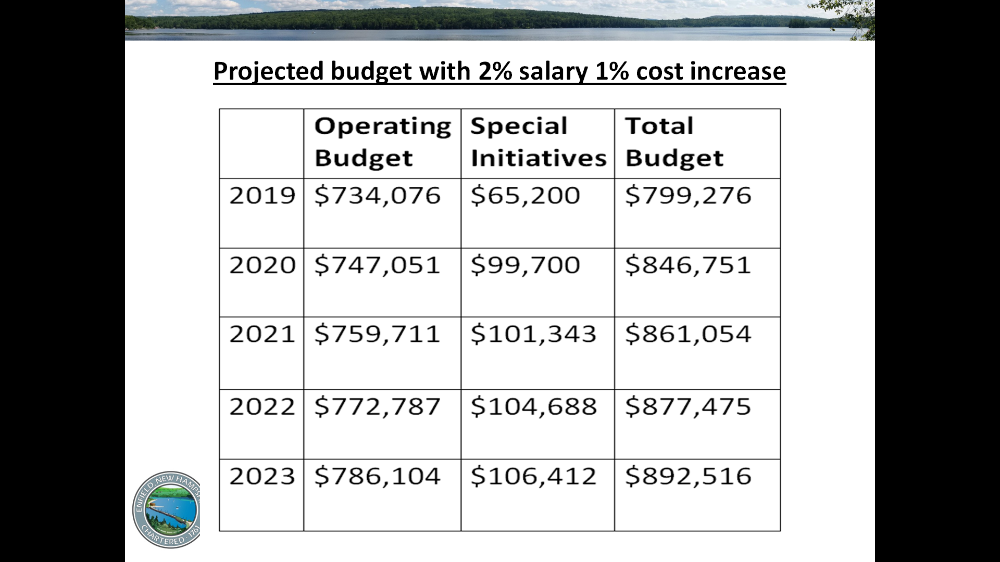 Projected budget with 2% salary 1% cost increase
Operating Budget Special Initiatives Total Budget
2019 $734,076 $65,200 $799,276
2020 $747,051 $99,700 $846,751
2021 $759,711 $101,343 $861,054
2022 $772,787 $104,688 $877,475
2023 $786,104 $106,412 $892,516
ENFIELD, NEW HAMPS
CHARTERED · 1761